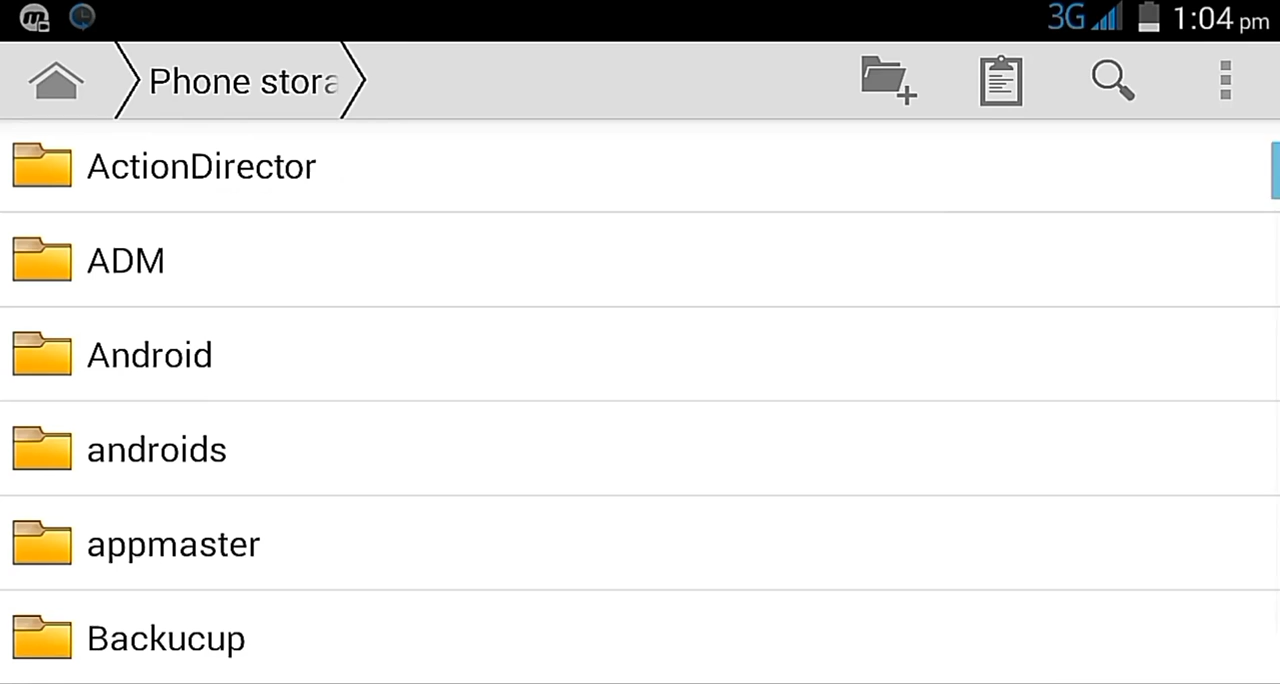 3G 1:04 pm
Phone stora
ActionDirector
ADM
Android
androids
appmaster
Backucup